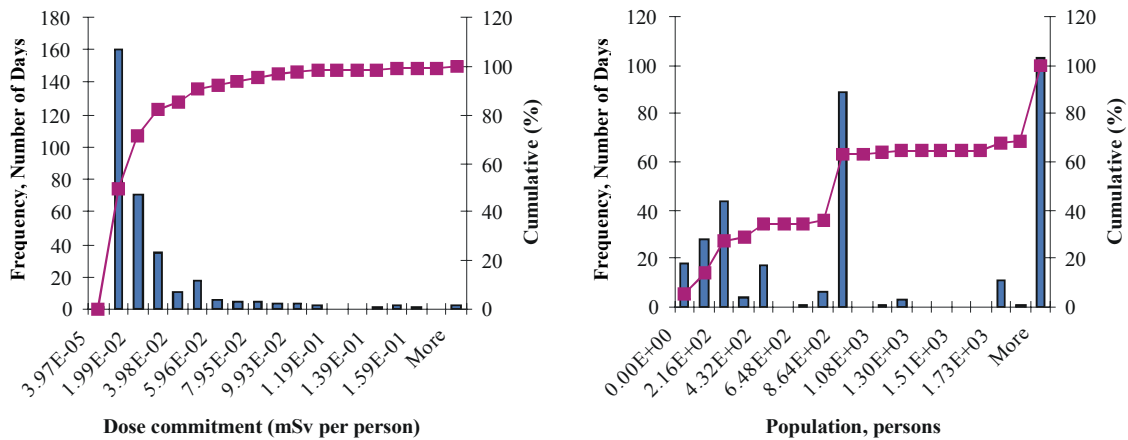 Frequency, Number of Days
180
160
140
120
100
80
60
40
20
0
120
100
80
60
40
20
0
Cumulative (%)
3.97E-05
1.99E-02
3.98E-02
5.96E-02
7.95E-02
9.93E-02
1.19E-01
1.39E-01
1.59E-01
More
Dose commitment (mSv per person)
Frequency, Number of Days
120
100
80
60
40
20
0
120
100
80
60
40
20
0
Cumulative (%)
0.00E+00
2.16E+02
4.32E+02
6.48E+02
8.64E+02
1.08E+03
1.30E+03
1.51E+03
1.73E+03
More
Population, persons